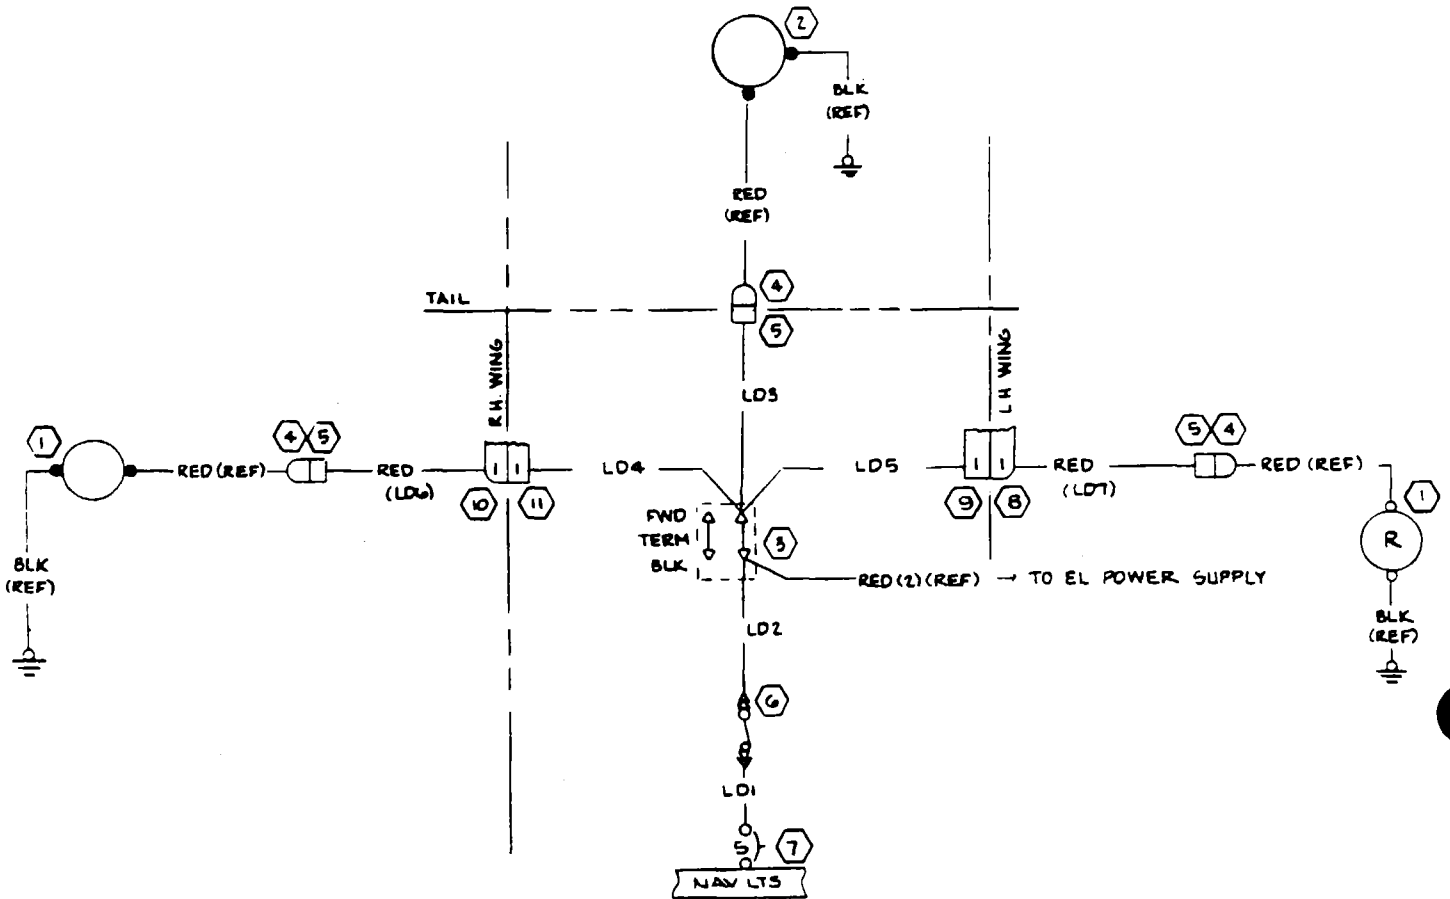 2
BLK
(REF)
RED
(REF)
4
TAIL
5
RH. WING
LH WING
LD3
1
4 5
5 4
RED (REF)
RED
(LD6)
1 1
LD4
LD5
1 1
RED
(LD7)
RED (REF)
1
10 11
9 8
FWD
TERM
BLK
3
R
BLK
(REF)
RED (2) (REF) → TO EL POWER SUPPLY
LD2
BLK
(REF)
6
LD1
5 7
NAV LTS